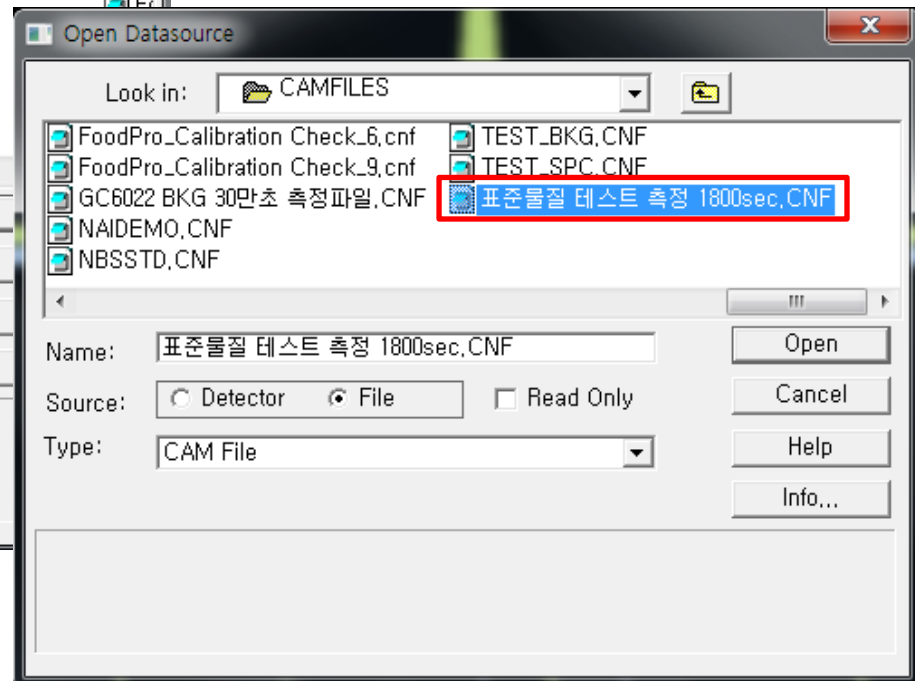 Open Datasource
Look in: CAMFILES
FoodPro_Calibration Check_6.cnf TEST_BKG.CNF
FoodPro_Calibration Check_9.cnf TEST_SPC.CNF
GC6022 BKG 30만초 측정파일.CNF 표준물질 테스트 측정 1800sec.CNF
NAIDEMO.CNF
NBSSTD.CNF
Name: 표준물질 테스트 측정 1800sec.CNF Open
Source: Detector File Read Only Cancel
Type: CAM File Help
Info...